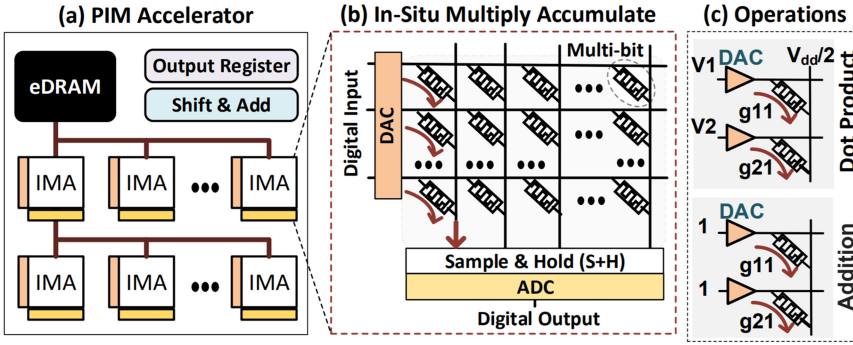 (a) PIM Accelerator
eDRAM
Output Register
Shift & Add
IMA
IMA
IMA
IMA
IMA
IMA
(b) In-Situ Multiply Accumulate
Digital Input
DAC
Multi-bit
Sample & Hold (S+H)
ADC
Digital Output
(c) Operations
DAC
Vdd/2
V1
g11
V2
g21
Dot Product
DAC
1
g11
1
g21
Addition